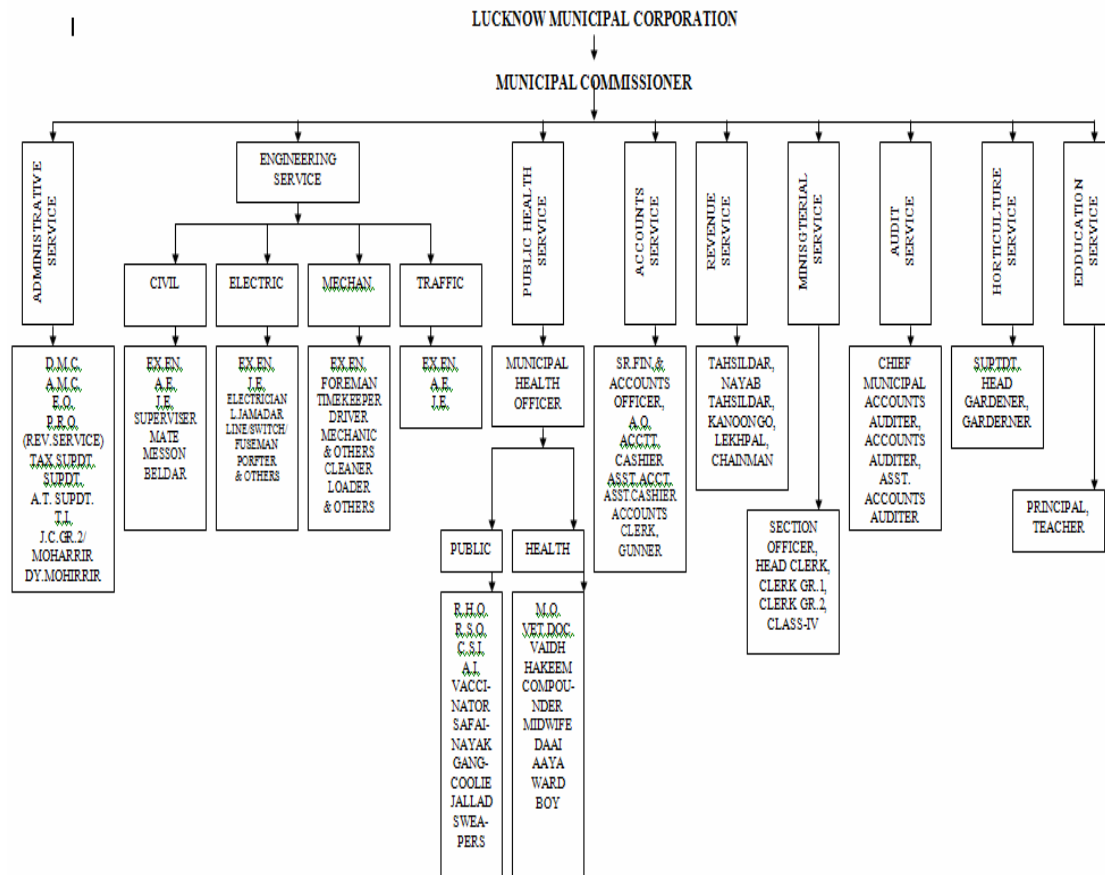 LUCKNOW MUNICIPAL CORPORATION
MUNICIPAL COMMISSIONER
ADMINISTRATIVE
SERVICE
ENGINEERING
SERVICE
PUBLIC HEALTH
SERVICE
ACCOUNTS
SERVICE
REVENUE
SERVICE
MINISGTERIAL
SERVICE
AUDIT
SERVICE
HORTICULTURE
SERVICE
EDDUCATION
SERVICE
CIVIL
ELECTRIC
MECHAN.
TRAFFIC
D.M.C.
A.M.C.
E.O.
P.R.O.
(REV.SERVICE)
TAX SUPDT.
SUPDT.
A.T. SUPDT.
T.I.
J.C.GR.2/
MOHARRIR
DY.MOHIRRIR
EX.EN.
A.E.
J.E.
SUPERVISER
MATE
MESSON
BELDAR
EX.EN.
J.E.
ELECTRICIAN
L.JAMADAR
LINE/SWITCH/
FUSEMAN
PORFTER
& OTHERS
EX.EN.
FOREMAN
TIMEKEEPER
DRIVER
MECHANIC
& OTHERS
CLEANER
LOADER
& OTHERS
EX.EN.
A.E.
J.E.
MUNICIPAL
HEALTH
OFFICER
SR.FIN,&
ACCOUNTS
OFFICER,
A.O.
ACCTT.
CASHIER
ASST.ACCT.
ASST.CASHIER
ACCOUNTS
CLERK,
GUNNER
TAHSILDAR,
NAYAB
TAHSILDAR,
KANOONGO,
LEKHPAL,
CHAINMAN
CHIEF
MUNICIPAL
ACCOUNTS
AUDITER,
ACCOUNTS
AUDITER,
ASST.
ACCOUNTS
AUDITER
SUPTDT.
HEAD
GARDENER,
GARDERNER
PRINCIPAL,
TEACHER
SECTION
OFFICER,
HEAD CLERK,
CLERK GR.1,
CLERK GR.2,
CLASS-IV
PUBLIC
HEALTH
R.H.O.
R.S.O.
C.S.I.
A.I.
VACCI-
NATOR
SAFAI-
NAYAK
GANG-
COOLIE
JALLAD
SWEA-
PERS
M.O.
VET.DOC.
VAIDH
HAKEEM
COMPOU-
NDER
MIDWIFE
DAAI
AAYA
WARD
BOY